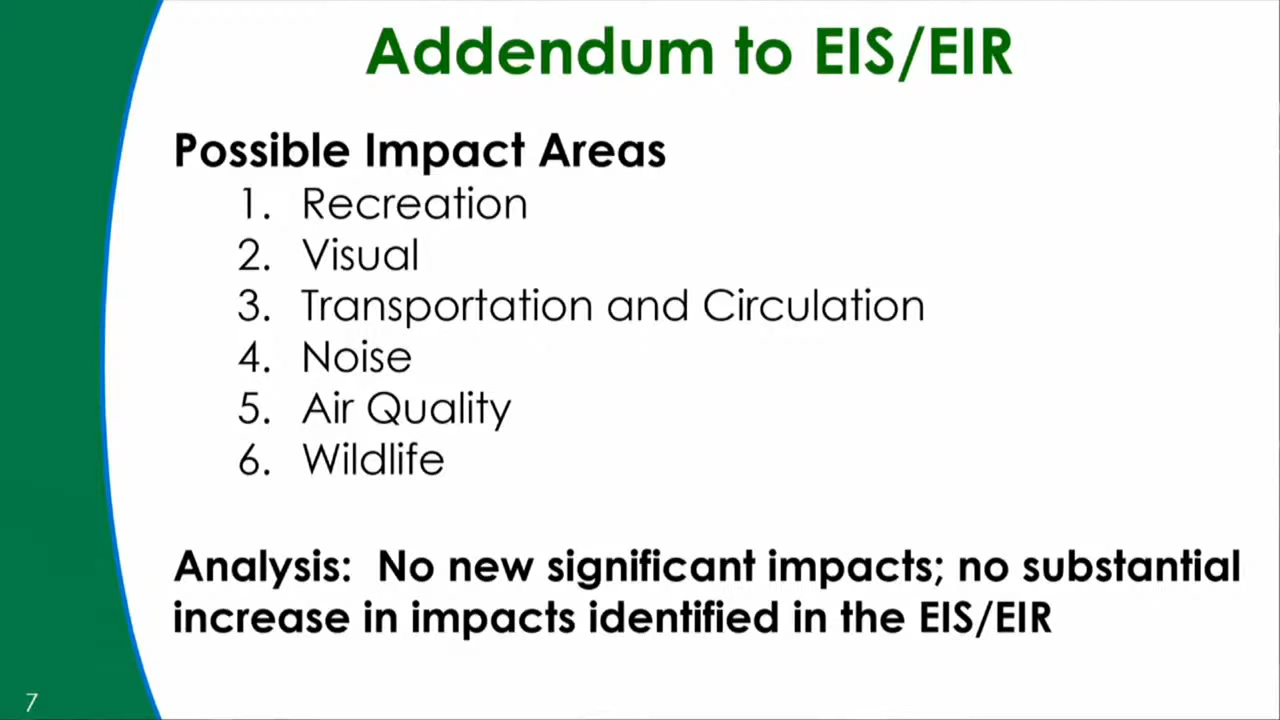 Addendum to EIS/EIR
Possible Impact Areas
1. Recreation
2. Visual
3. Transportation and Circulation
4. Noise
5. Air Quality
6. Wildlife
Analysis: No new significant impacts; no substantial
increase in impacts identified in the EIS/EIR
7